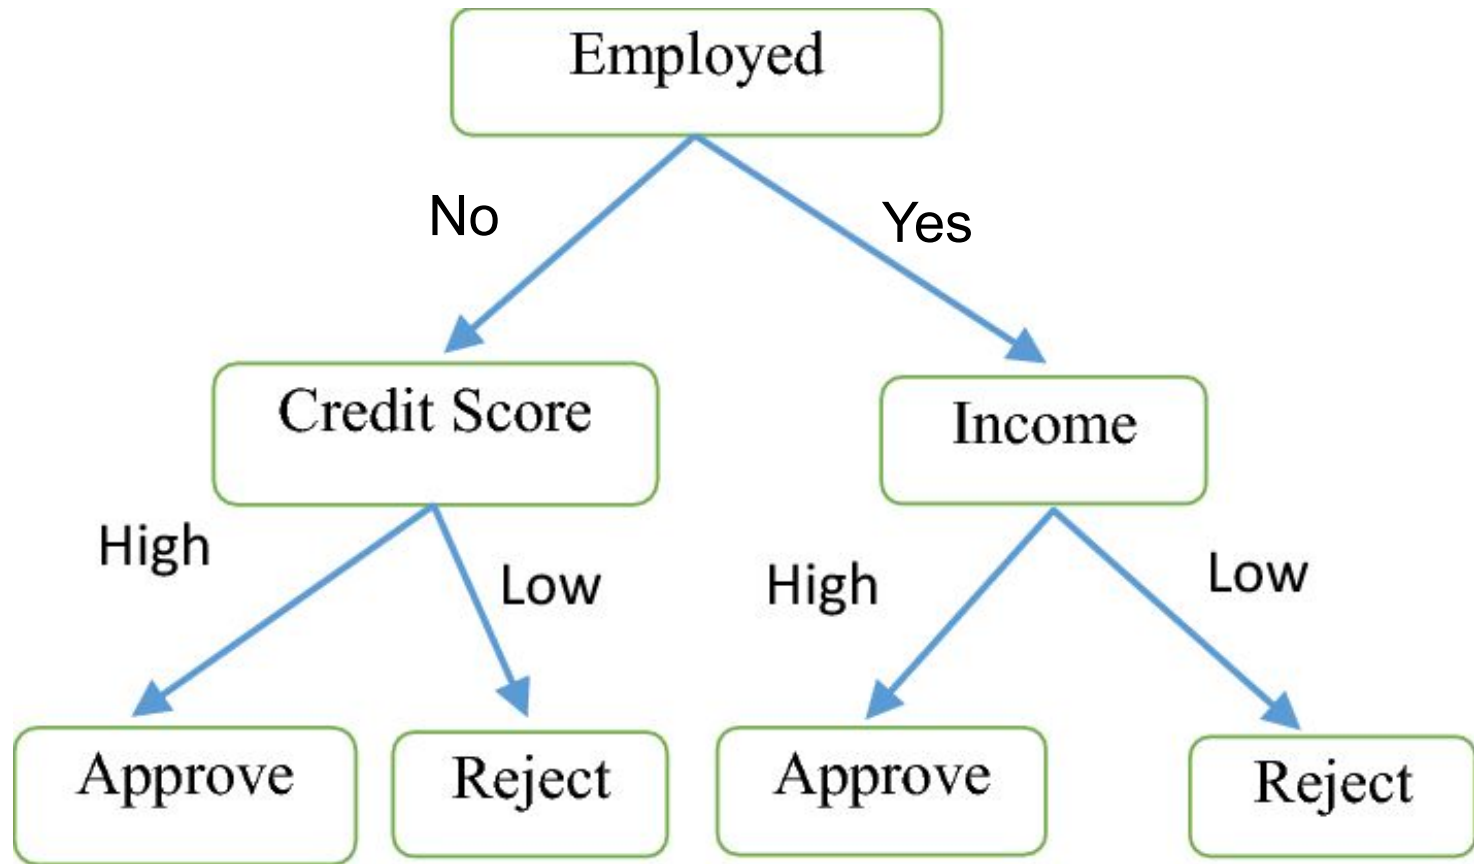 Employed
No
Yes
Credit Score
Income
High
Low
High
Low
Approve
Reject
Approve
Reject